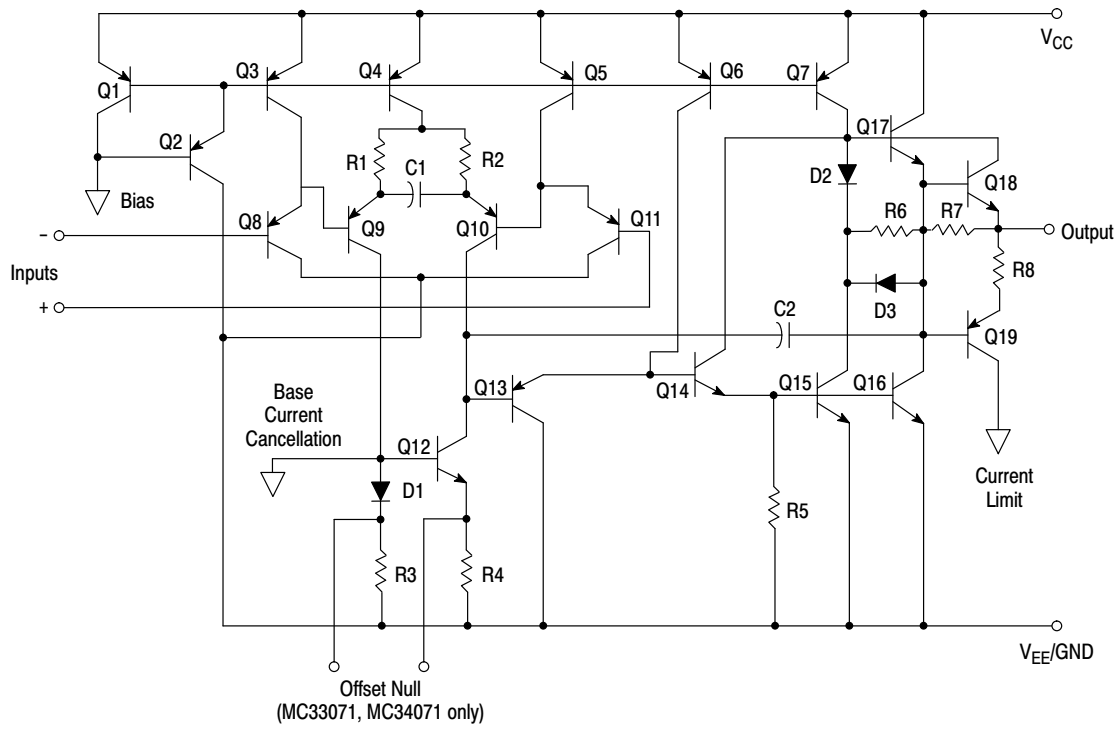 VCC
Q1
Q3
Q4
Q5
Q6
Q7
Q17
Q2
R1
C1
R2
D2
Q18
Bias
Q8
Q9
Q10
Q11
R6
R7
Output
−
Inputs
+
R8
D3
C2
Q19
Base
Current
Cancellation
Q13
Q14
Q15
Q16
Q12
D1
R5
Current
Limit
R3
R4
VEE/GND
Offset Null
(MC33071, MC34071 only)